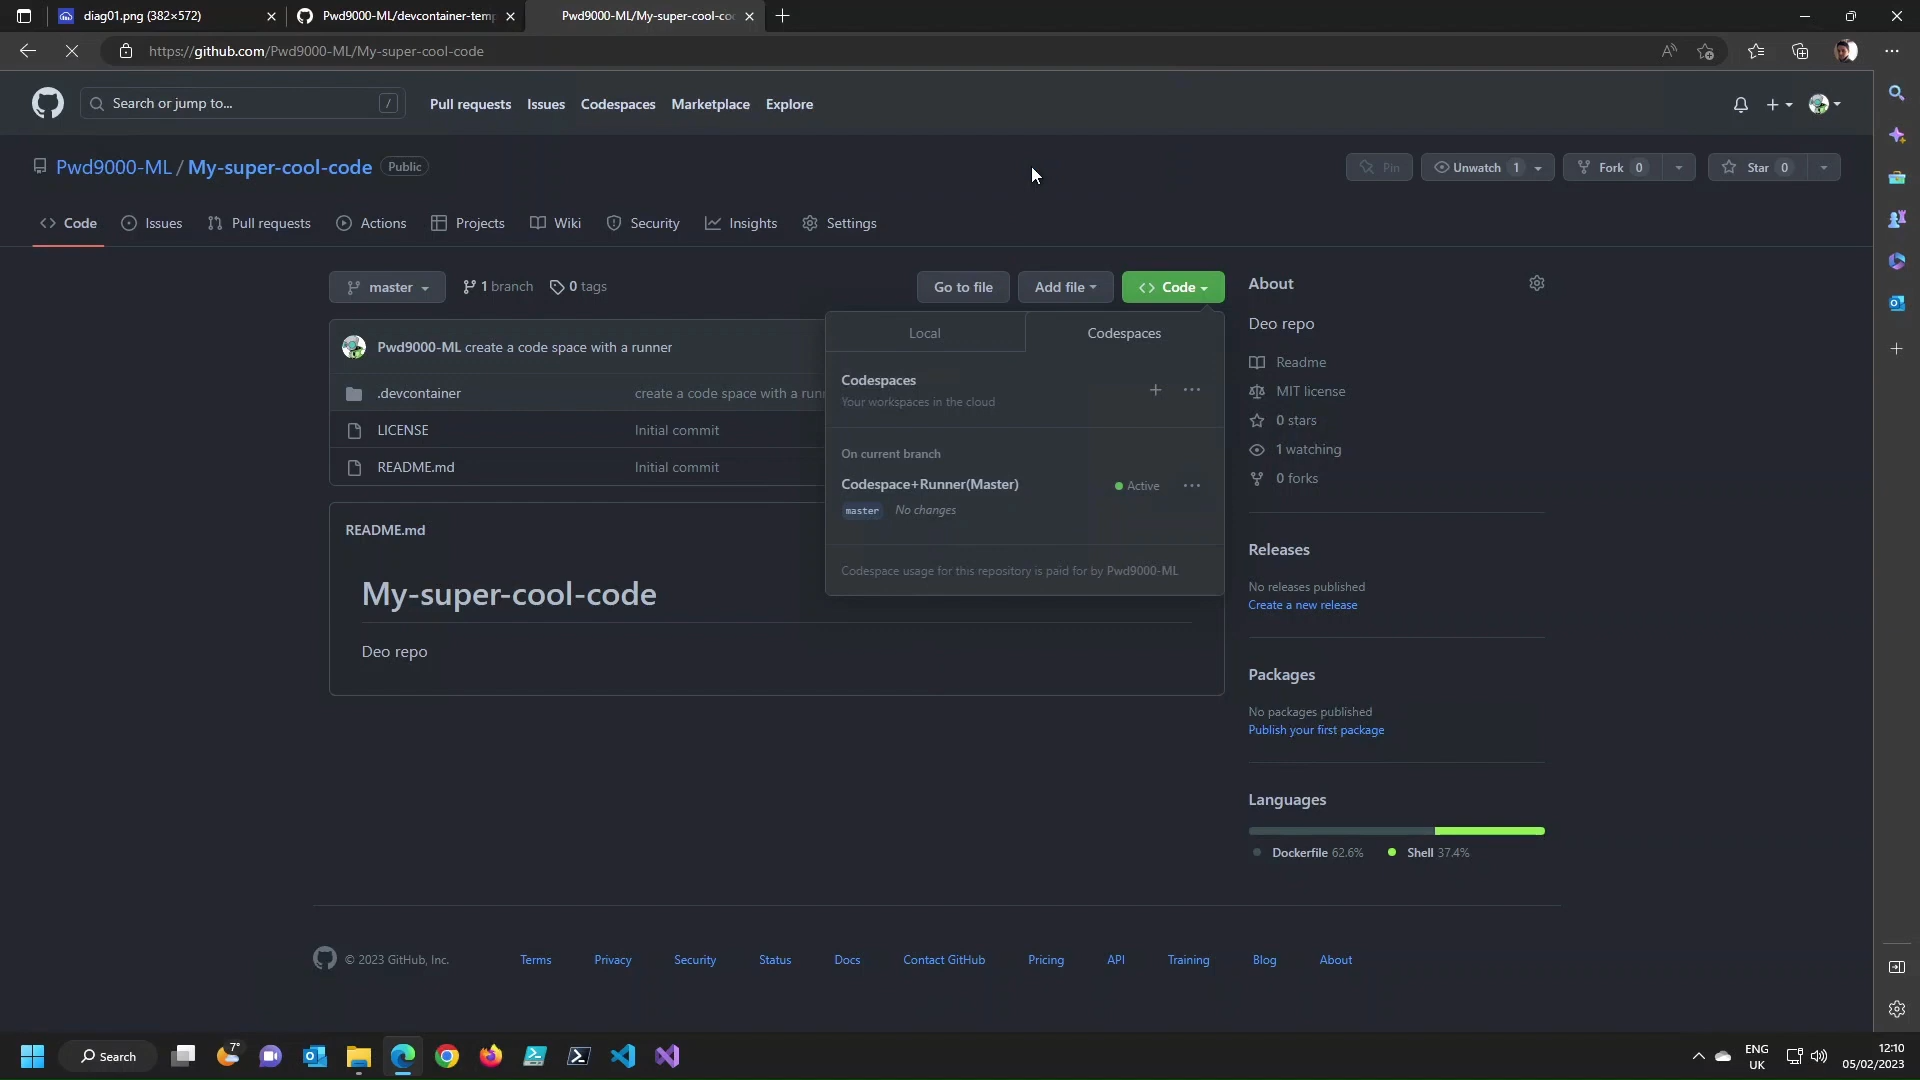 diag01.png (382×572)
Pwd9000-ML/devcontainer-temp
Pwd9000-ML/My-super-cool-co
https://github.com/Pwd9000-ML/My-super-cool-code
Search or jump to...
/
Pull requests
Issues
Codespaces
Marketplace
Explore
Pwd9000-ML / My-super-cool-code
Public
Pin
Unwatch 1
Fork 0
Star 0
Code
Issues
Pull requests
Actions
Projects
Wiki
Security
Insights
Settings
master
1 branch
0 tags
Go to file
Add file
Code
Pwd9000-ML create a code space with a runner
.devcontainer
create a code space with a runn
LICENSE
Initial commit
README.md
Initial commit
Local
Codespaces
Codespaces
Your workspaces in the cloud
On current branch
Codespace+Runner(Master)
Active
master
No changes
Codespace usage for this repository is paid for by Pwd9000-ML
README.md
My-super-cool-code
Deo repo
About
Deo repo
Readme
MIT license
0 stars
1 watching
0 forks
Releases
No releases published
Create a new release
Packages
No packages published
Publish your first package
Languages
Dockerfile 62.6%
Shell 37.4%
© 2023 GitHub, Inc.
Terms
Privacy
Security
Status
Docs
Contact GitHub
Pricing
API
Training
Blog
About
Search
7°
ENG
UK
12:10
05/02/2023